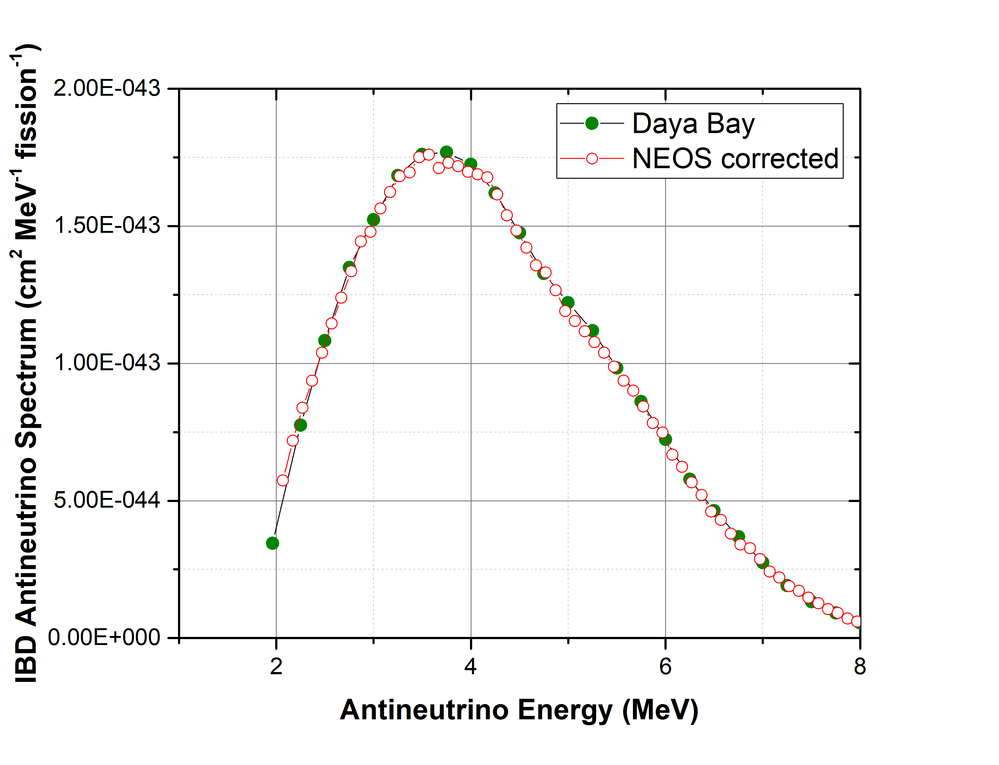 IBD Antineutrino Spectrum (cm2 MeV-1 fission-1)
2.00E-043
1.50E-043
1.00E-043
5.00E-044
0.00E+000
Daya Bay
NEOS corrected
2 4 6 8
Antineutrino Energy (MeV)